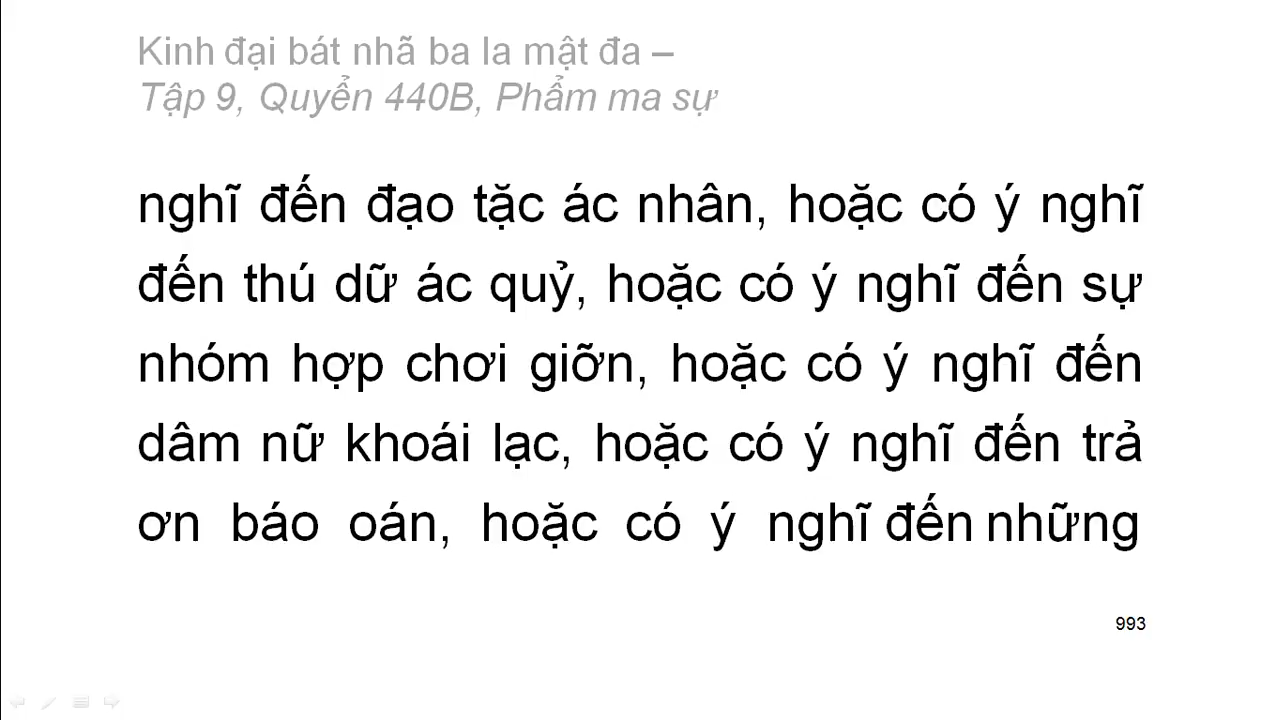 Kinh đại bát nhã ba la mật đa –
Tập 9, Quyển 440B, Phẩm ma sự
nghĩ đến đạo tặc ác nhân, hoặc có ý nghĩ
đến thú dữ ác quỷ, hoặc có ý nghĩ đến sự
nhóm hợp chơi giỡn, hoặc có ý nghĩ đến
dâm nữ khoái lạc, hoặc có ý nghĩ đến trả
ơn báo oán, hoặc có ý nghĩ đến những
993